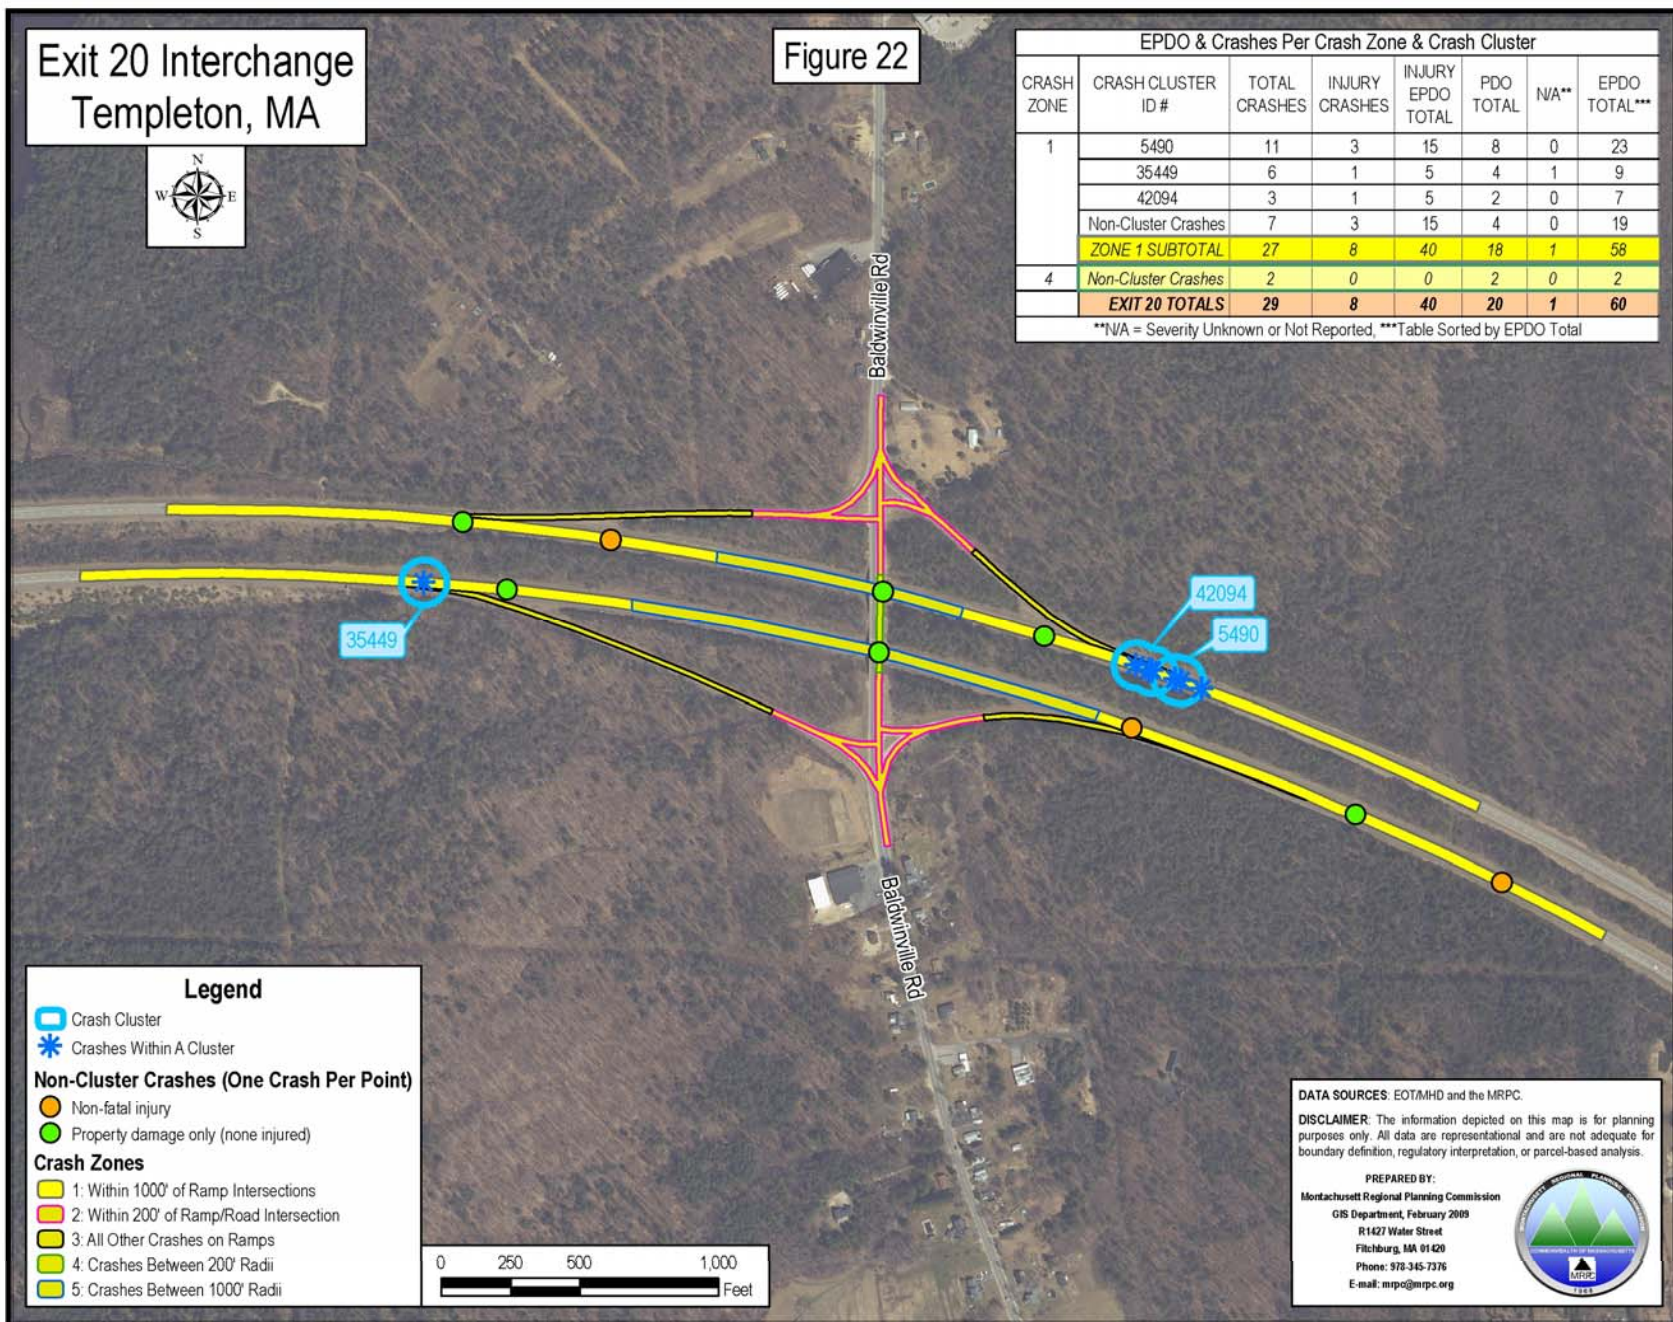 Exit 20 Interchange
Templeton, MA
N
W E
S
Figure 22
EPDO & Crashes Per Crash Zone & Crash Cluster
CRASH ZONE CRASH CLUSTER ID # TOTAL CRASHES INJURY CRASHES INJURY EPDO TOTAL PDO TOTAL N/A** EPDO TOTAL***
1 5490 11 3 15 8 0 23
35449 6 1 5 4 1 9
42094 3 1 5 2 0 7
Non-Cluster Crashes 7 3 15 4 0 19
ZONE 1 SUBTOTAL 27 8 40 18 1 58
4 Non-Cluster Crashes 2 0 0 2 0 2
EXIT 20 TOTALS 29 8 40 20 1 60
**N/A = Severity Unknown or Not Reported, ***Table Sorted by EPDO Total
Baldwinville Rd
42094
5490
35449
Baldwinville Rd
Legend
Crash Cluster
Crashes Within A Cluster
Non-Cluster Crashes (One Crash Per Point)
Non-fatal injury
Property damage only (none injured)
Crash Zones
1: Within 1000' of Ramp Intersections
2: Within 200' of Ramp/Road Intersection
3: All Other Crashes on Ramps
4: Crashes Between 200' Radii
5: Crashes Between 1000' Radii
0 250 500 1,000
Feet
DATA SOURCES: EOT/MHD and the MRPC.
DISCLAIMER: The information depicted on this map is for planning
purposes only. All data are representational and are not adequate for
boundary definition, regulatory interpretation, or parcel-based analysis.
PREPARED BY:
Montachusett Regional Planning Commission
GIS Department, February 2009
R1427 Water Street
Fitchburg, MA 01420
Phone: 978-345-7376
E-mail: mrpc@mrpc.org
MONTACHUSETT REGIONAL PLANNING COMMISSION
COMMONWEALTH OF MASSACHUSETTS
MRPC
1968